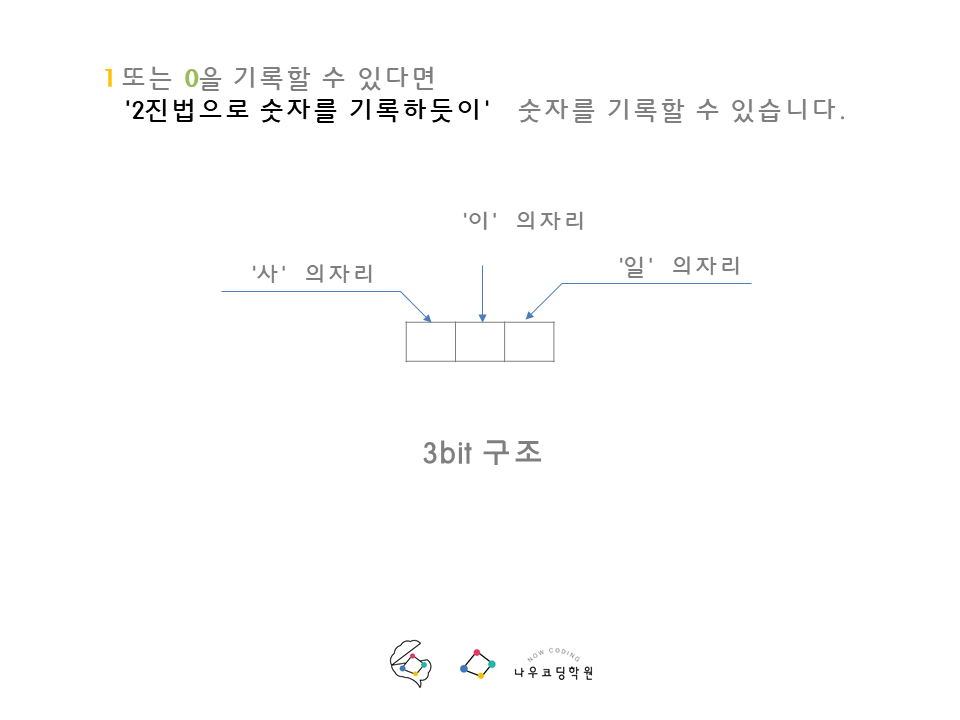 1 또는 0을 기록할 수 있다면
'2진법으로 숫자를 기록하듯이' 숫자를 기록할 수 있습니다.
'이' 의자리
'사' 의자리
'일' 의자리
3bit 구조
NOW CODING
나우코딩학원